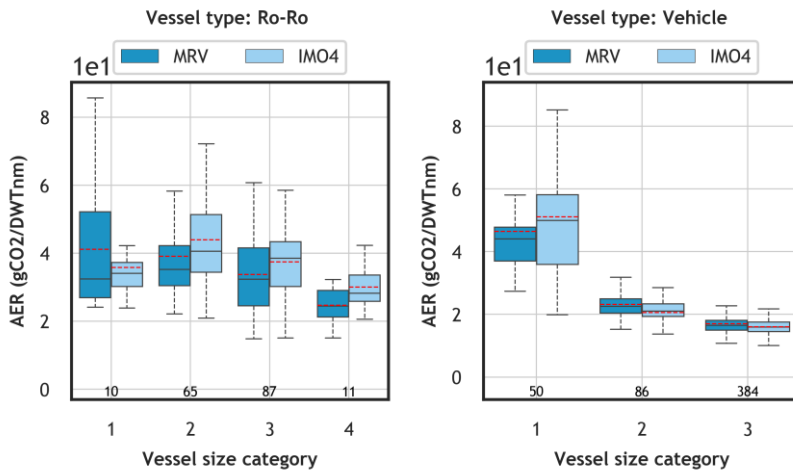 Vessel type: Ro-Ro
MRV IMO4
1e1
AER (gCO2/DWTnm)
8
6
4
2
0
10 65 87 11
1 2 3 4
Vessel size category
Vessel type: Vehicle
MRV IMO4
1e1
AER (gCO2/DWTnm)
8
6
4
2
0
50 86 384
1 2 3
Vessel size category